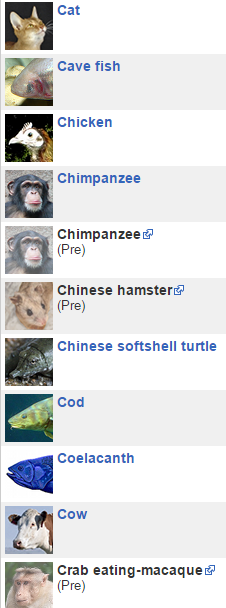 Cat
Cave fish
Chicken
Chimpanzee
Chimpanzee
(Pre)
Chinese hamster
(Pre)
Chinese softshell turtle
Cod
Coelacanth
Cow
Crab eating-macaque
(Pre)